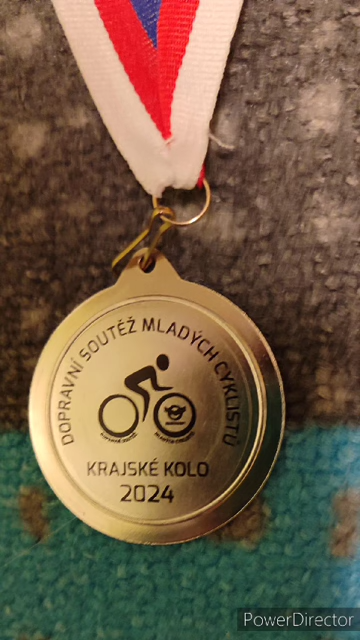 DOPRAVNÍ SOUTĚŽ MLADÝCH CYKLISTŮ
KRAJSKÉ KOLO
2024
PowerDirector